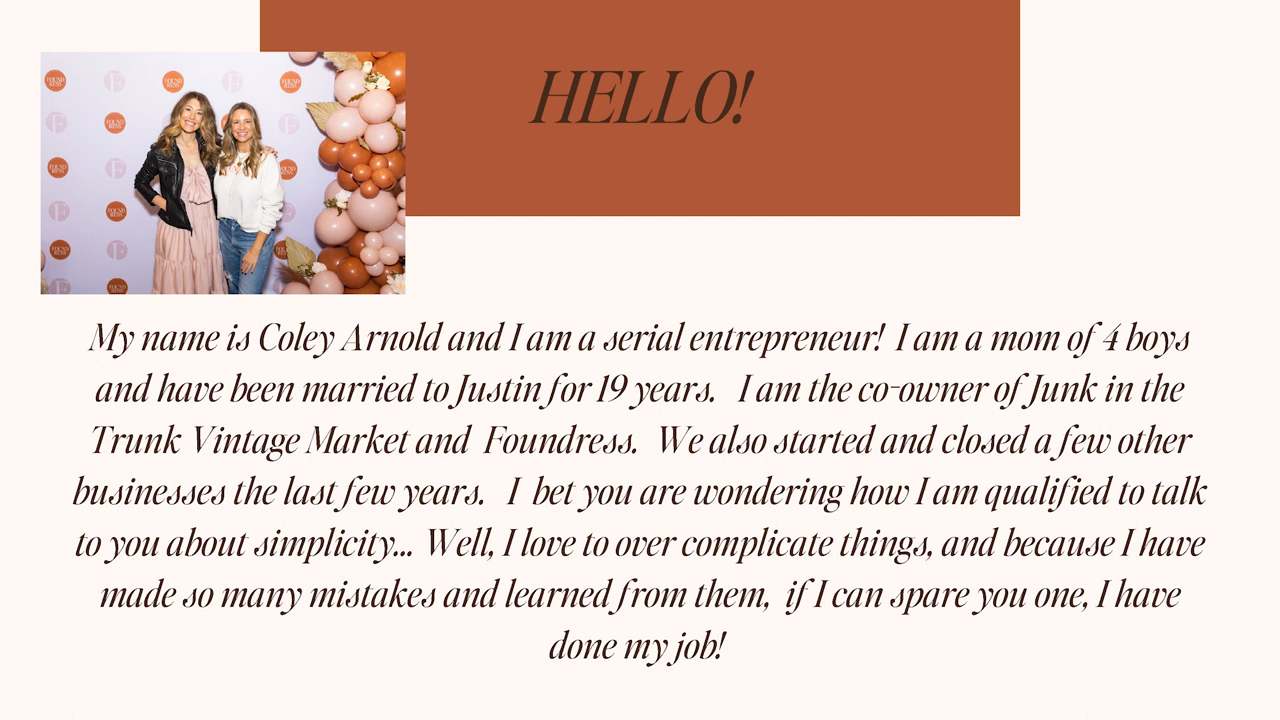 HELLO!
FOUND
RESS
My name is Coley Arnold and I am a serial entrepreneur! I am a mom of 4 boys
and have been married to Justin for 19 years. I am the co-owner of Junk in the
Trunk Vintage Market and Foundress. We also started and closed a few other
businesses the last few years. I bet you are wondering how I am qualified to talk
to you about simplicity... Well, I love to over complicate things, and because I have
made so many mistakes and learned from them, if I can spare you one, I have
done my job!